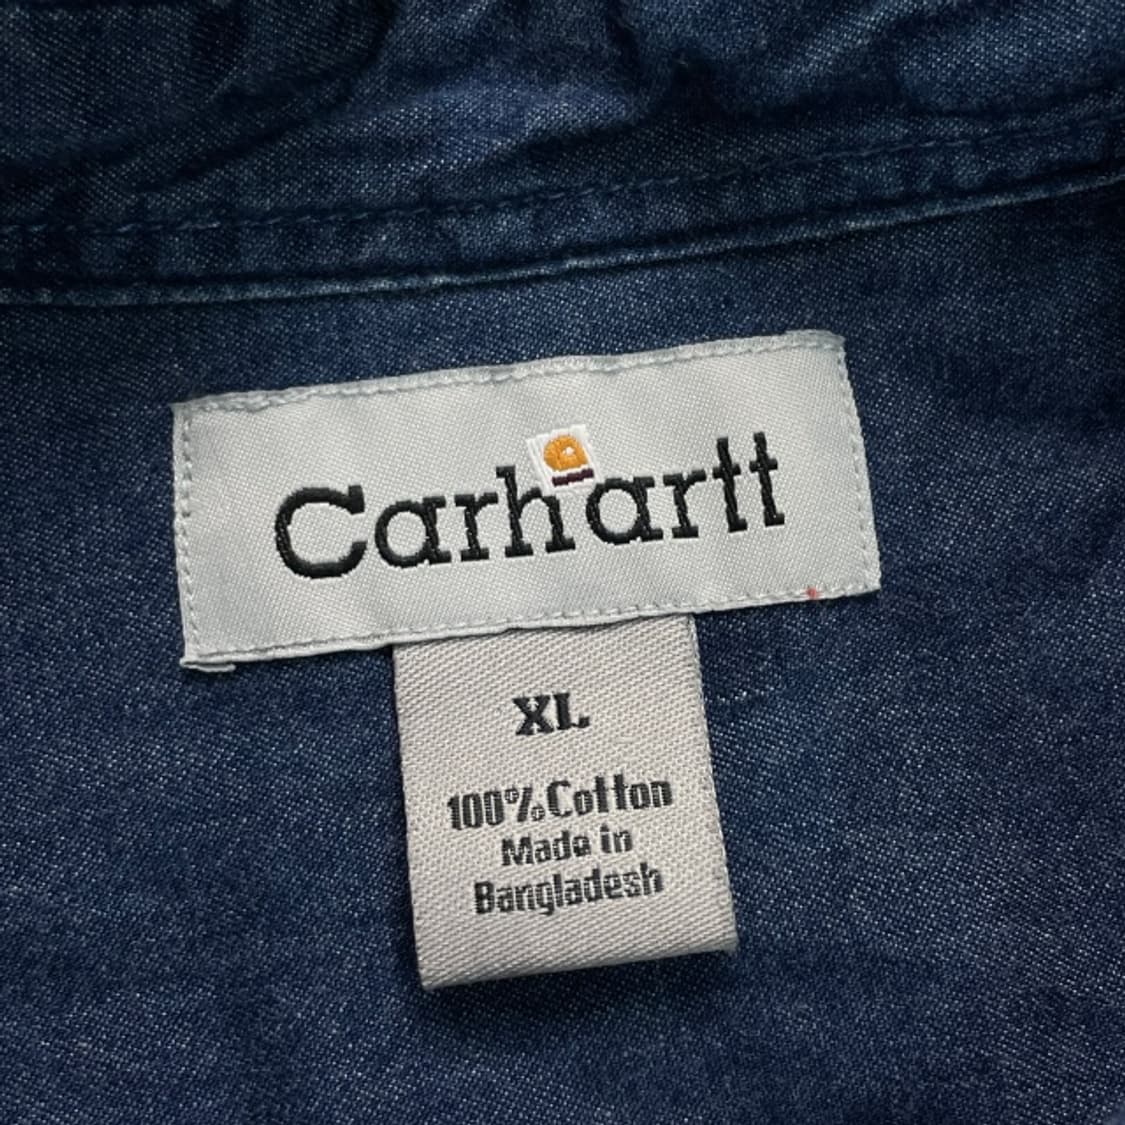 Carhartt
XL
100% Cotton
Made in
Bangladesh